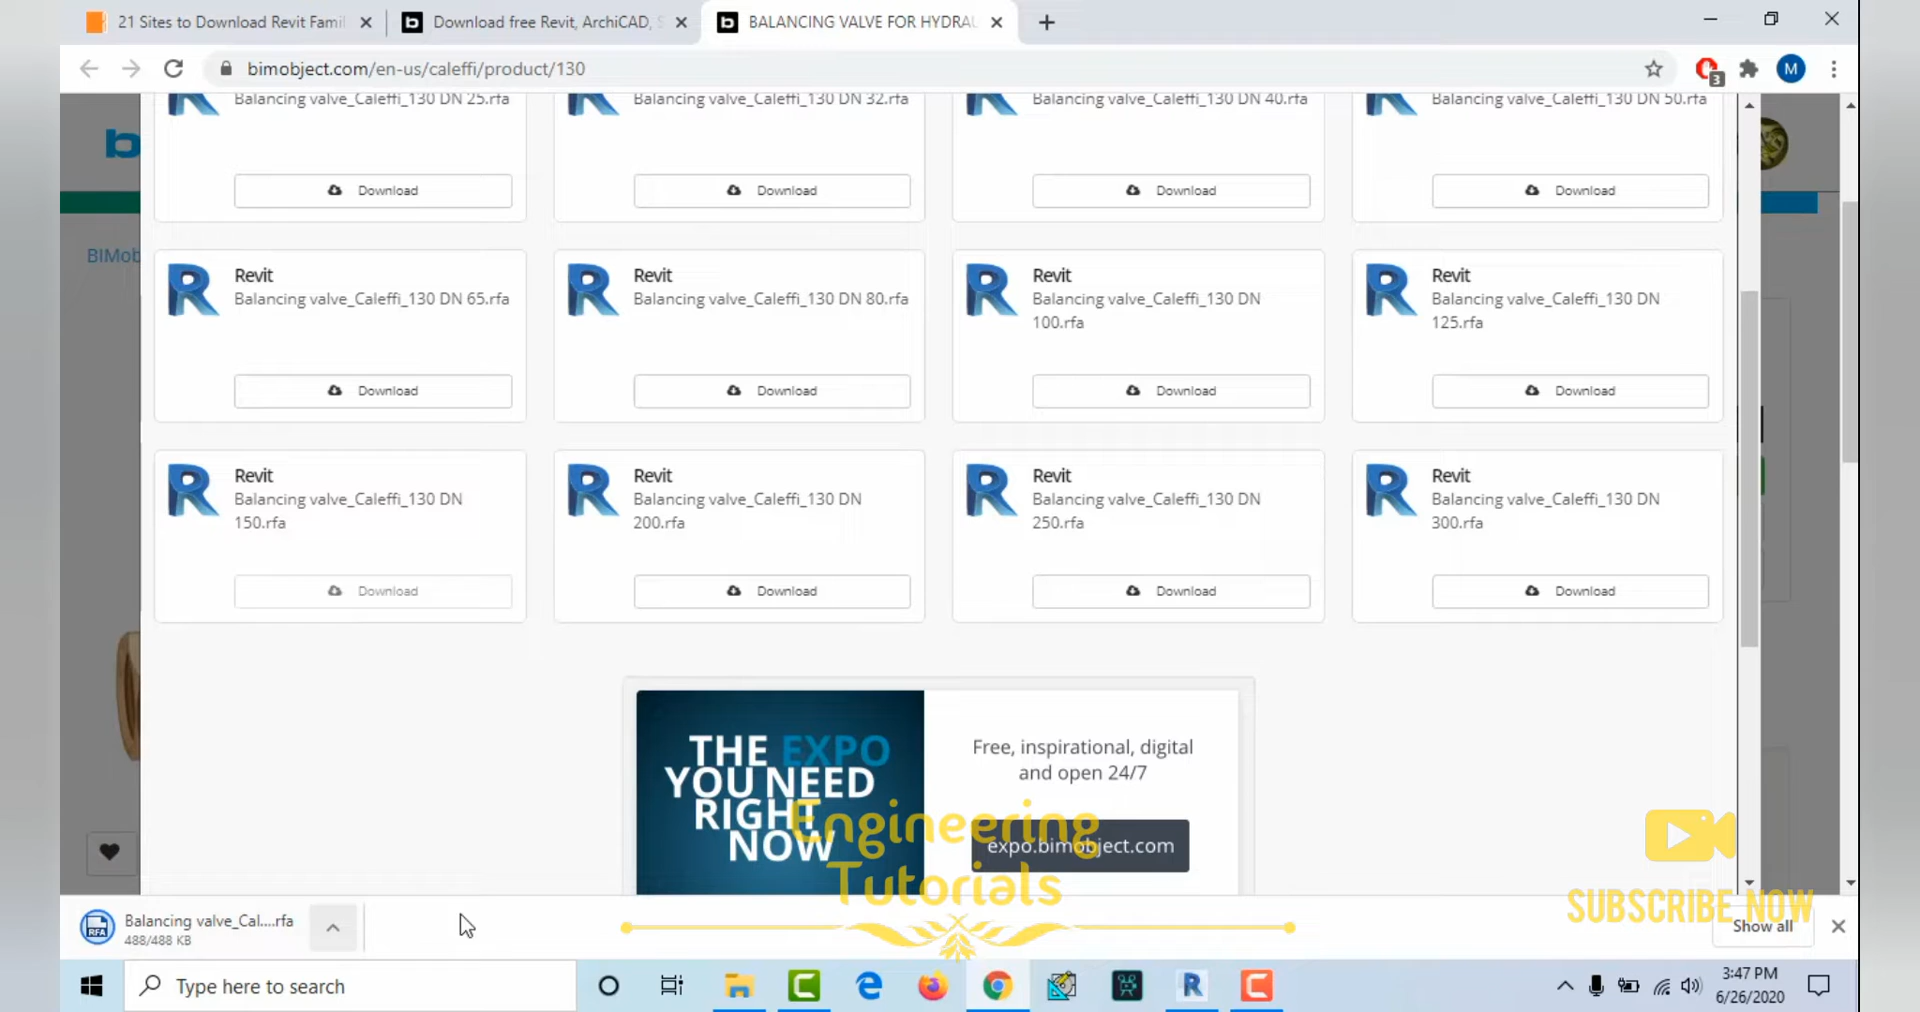 21 Sites to Download Revit Famil
Download free Revit, ArchiCAD, S
BALANCING VALVE FOR HYDRAU
bimobject.com/en-us/caleffi/product/130
3
M
b
Balancing valve_Caleffi_130 DN 25.rfa
Balancing valve_Caleffi_130 DN 32.rfa
Balancing valve_Caleffi_130 DN 40.rfa
Balancing valve_Caleffi_130 DN 50.rfa
Download
Download
Download
Download
BIMob
Revit
Balancing valve_Caleffi_130 DN 65.rfa
Download
Revit
Balancing valve_Caleffi_130 DN 80.rfa
Download
Revit
Balancing valve_Caleffi_130 DN
100.rfa
Download
Revit
Balancing valve_Caleffi_130 DN
125.rfa
Download
Revit
Balancing valve_Caleffi_130 DN
150.rfa
Download
Revit
Balancing valve_Caleffi_130 DN
200.rfa
Download
Revit
Balancing valve_Caleffi_130 DN
250.rfa
Download
Revit
Balancing valve_Caleffi_130 DN
300.rfa
Download
THE EXPO
YOU NEED
RIGHT
NOW
Free, inspirational, digital
and open 24/7
expo.bimobject.com
Engineering
Tutorials
SUBSCRIBE NOW
RFA
Balancing valve_Cal....rfa
488/488 KB
Show all
Type here to search
3:47 PM
6/26/2020